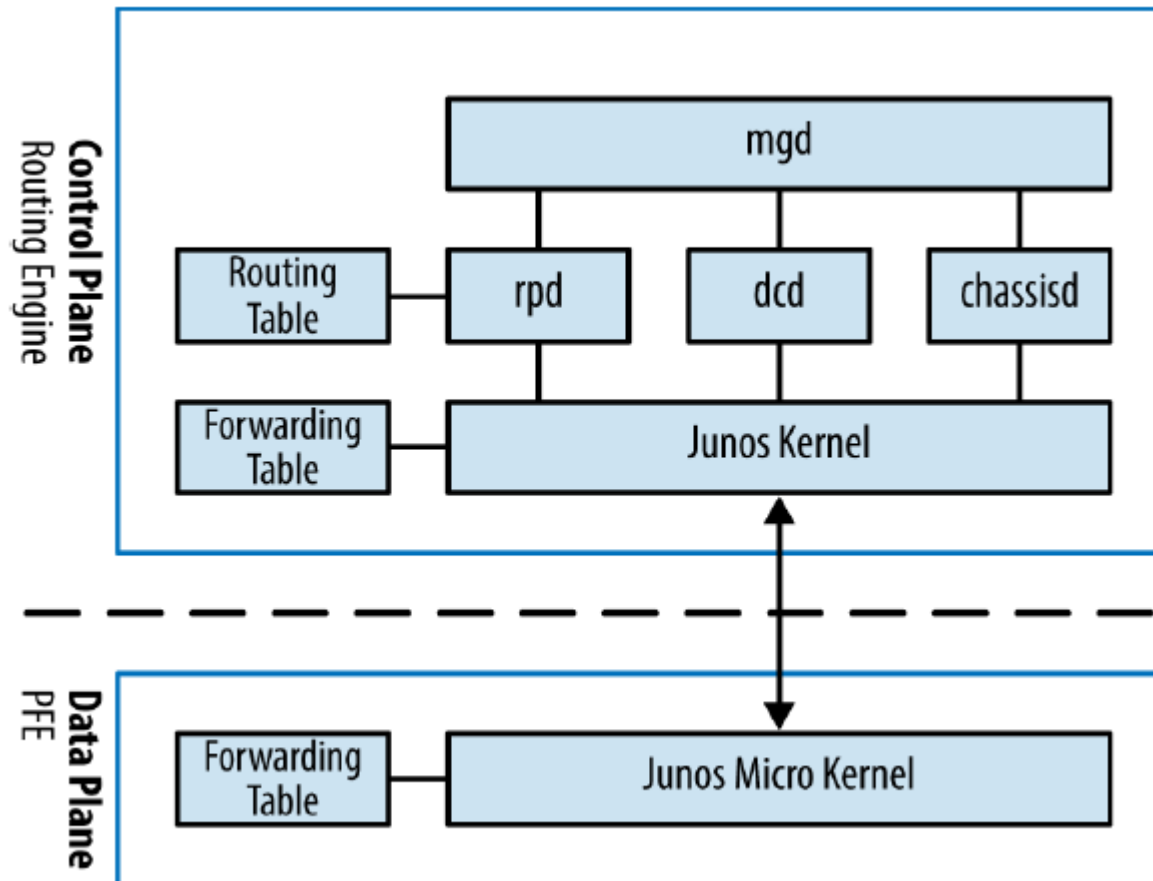 Control Plane
Routing Engine
mgd
Routing
Table
rpd
dcd
chassisd
Forwarding
Table
Junos Kernel
Data Plane
PFE
Forwarding
Table
Junos Micro Kernel